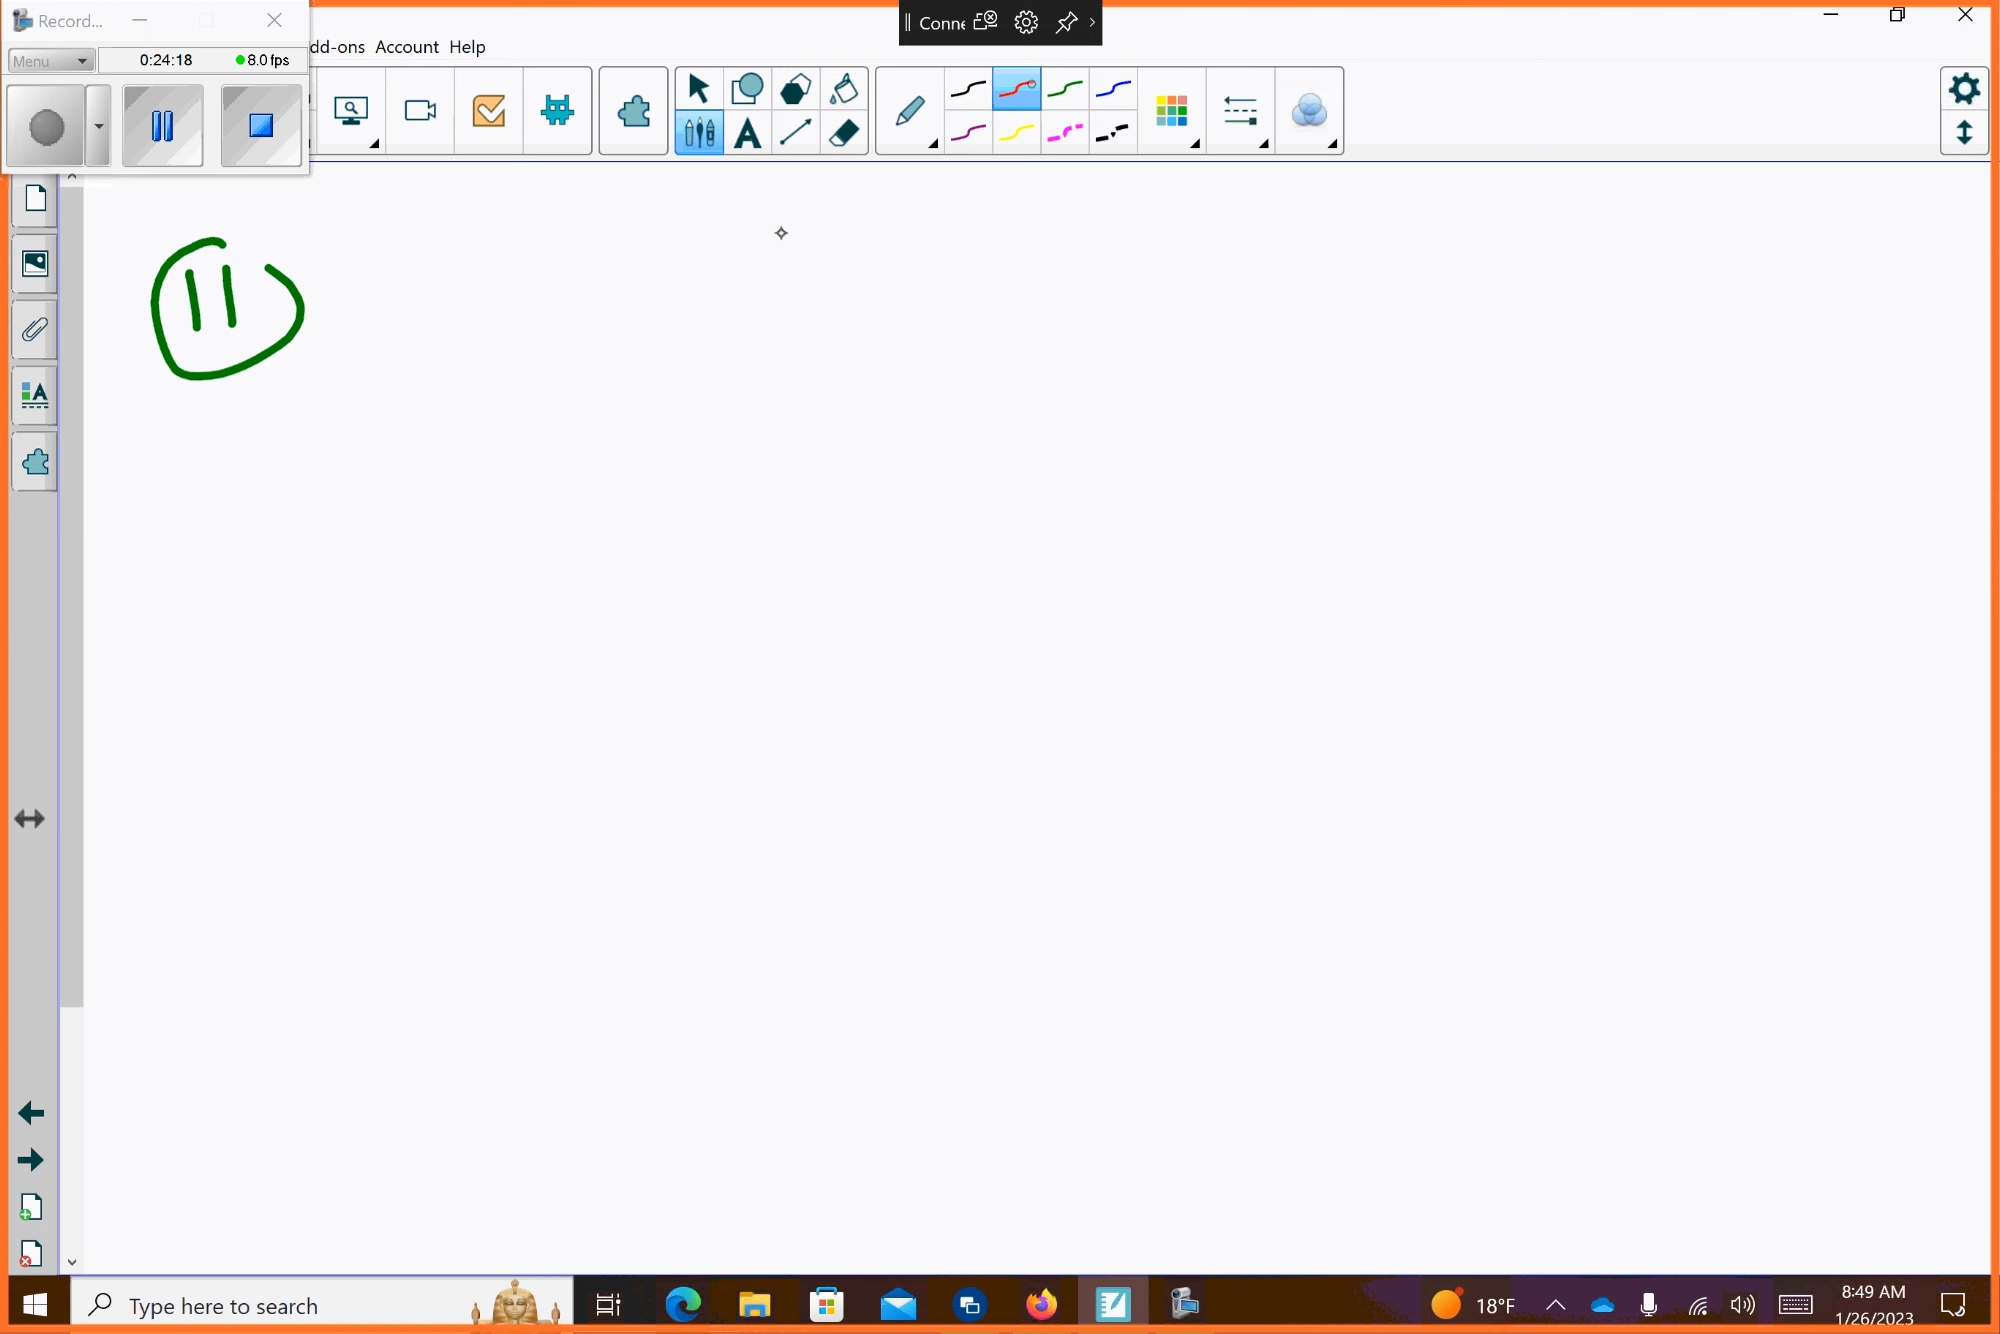 Record...
Conne
Menu
0:24:18
8.0 fps
dd-ons Account Help
11
Type here to search
18°F
8:49 AM
1/26/2023